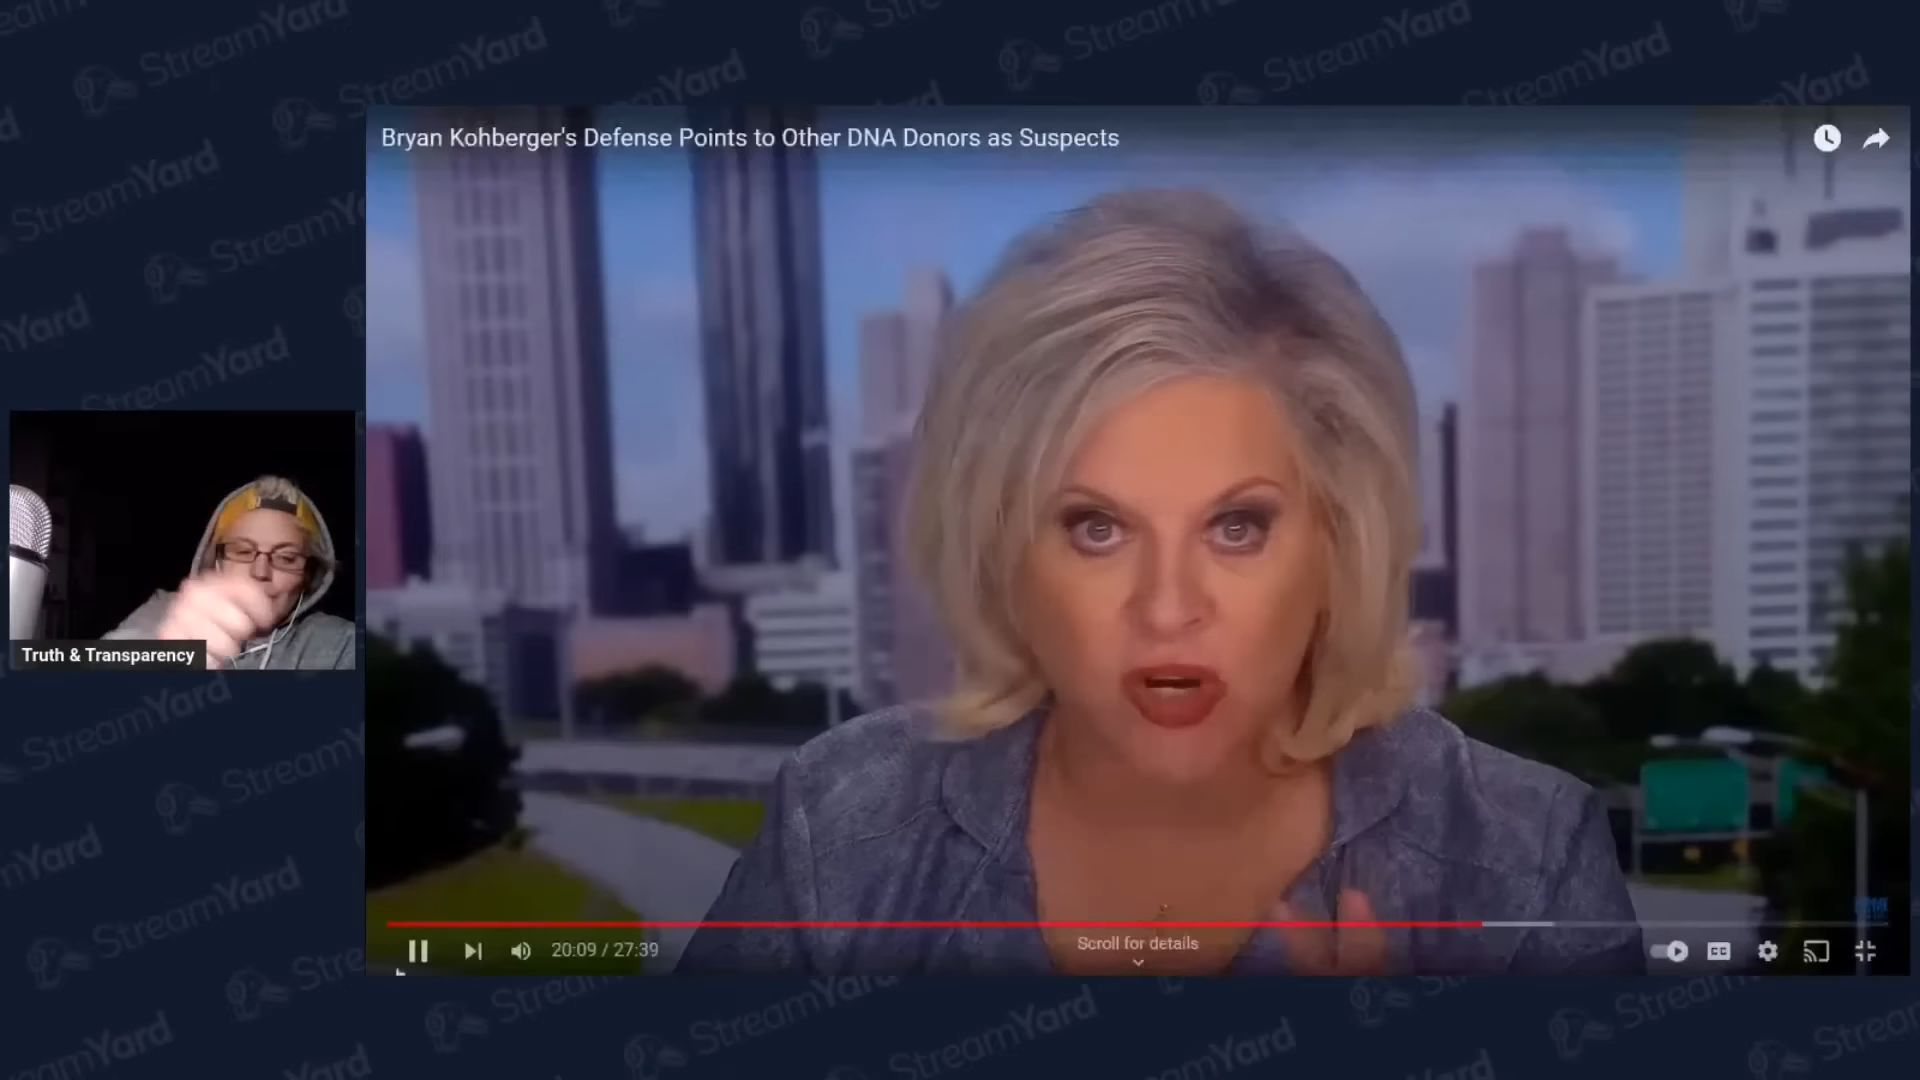 StreamYard
Bryan Kohberger's Defense Points to Other DNA Donors as Suspects
Truth & Transparency
20:09 / 27:39
Scroll for details
CC